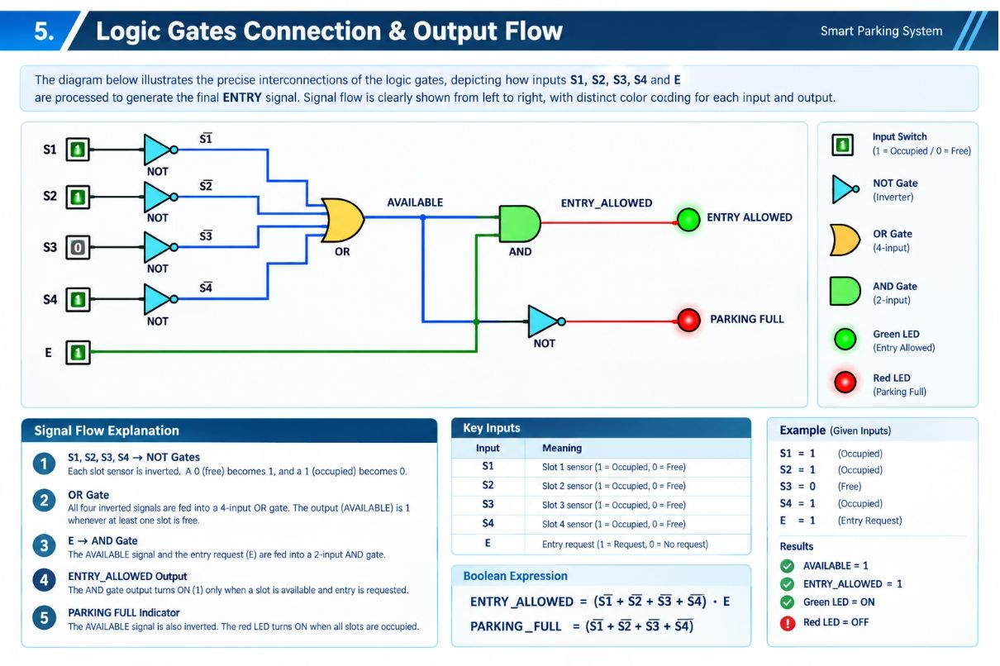 5. Logic Gates Connection & Output Flow
Smart Parking System
The diagram below illustrates the precise interconnections of the logic gates, depicting how inputs S1, S2, S3, S4 and E
are processed to generate the final ENTRY signal. Signal flow is clearly shown from left to right, with distinct color coding for each input and output.
S1 1
NOT
S̅1̅
S2 1
NOT
S̅2̅
S3 0
NOT
S̅3̅
S4 1
NOT
S̅4̅
E 1
OR
AVAILABLE
AND
ENTRY_ALLOWED
ENTRY ALLOWED
NOT
PARKING FULL
1
Input Switch
(1 = Occupied / 0 = Free)
NOT Gate
(Inverter)
OR Gate
(4-input)
AND Gate
(2-input)
Green LED
(Entry Allowed)
Red LED
(Parking Full)
Signal Flow Explanation
1 S1, S2, S3, S4 → NOT Gates
Each slot sensor is inverted. A 0 (free) becomes 1, and a 1 (occupied) becomes 0.
2 OR Gate
All four inverted signals are fed into a 4-input OR gate. The output (AVAILABLE) is 1
whenever at least one slot is free.
3 E → AND Gate
The AVAILABLE signal and the entry request (E) are fed into a 2-input AND gate.
4 ENTRY_ALLOWED Output
The AND gate output turns ON (1) only when a slot is available and entry is requested.
5 PARKING FULL Indicator
The AVAILABLE signal is also inverted. The red LED turns ON when all slots are occupied.
Key Inputs
Input Meaning
S1 Slot 1 sensor (1 = Occupied, 0 = Free)
S2 Slot 2 sensor (1 = Occupied, 0 = Free)
S3 Slot 3 sensor (1 = Occupied, 0 = Free)
S4 Slot 4 sensor (1 = Occupied, 0 = Free)
E Entry request (1 = Request, 0 = No request)
Boolean Expression
ENTRY_ALLOWED = (S̅1̅ + S̅2̅ + S̅3̅ + S̅4̅) · E
PARKING_FULL = (S̅1̅ + S̅2̅ + S̅3̅ + S̅4̅)
Example (Given Inputs)
S1 = 1 (Occupied)
S2 = 1 (Occupied)
S3 = 0 (Free)
S4 = 1 (Occupied)
E = 1 (Entry Request)
Results
AVAILABLE = 1
ENTRY_ALLOWED = 1
Green LED = ON
! Red LED = OFF